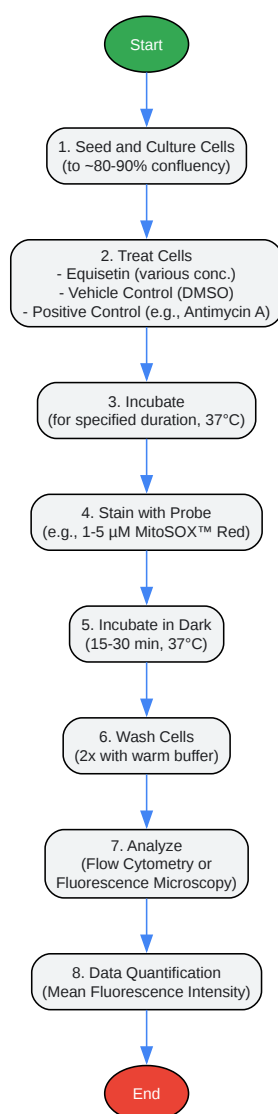 Start
1. Seed and Culture Cells
(to ~80-90% confluency)
2. Treat Cells
- Equisetin (various conc.)
- Vehicle Control (DMSO)
- Positive Control (e.g., Antimycin A)
3. Incubate
(for specified duration, 37°C)
4. Stain with Probe
(e.g., 1-5 µM MitoSOX™ Red)
5. Incubate in Dark
(15-30 min, 37°C)
6. Wash Cells
(2x with warm buffer)
7. Analyze
(Flow Cytometry or
Fluorescence Microscopy)
8. Data Quantification
(Mean Fluorescence Intensity)
End